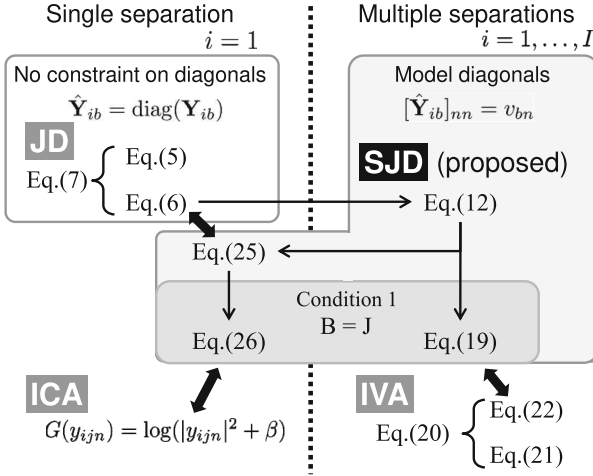 Single separation
i = 1
Multiple separations
i = 1, . . . , I
No constraint on diagonals
Ŷ_ib = diag(Y_ib)
JD
Eq.(7)
Eq.(5)
Eq.(6)
Model diagonals
[Ŷ_ib]_nn = v_bn
SJD (proposed)
Eq.(12)
Eq.(25)
Condition 1
B = J
Eq.(26)
Eq.(19)
ICA
G(y_ijn) = log(|y_ijn|² + β)
IVA
Eq.(20)
Eq.(22)
Eq.(21)